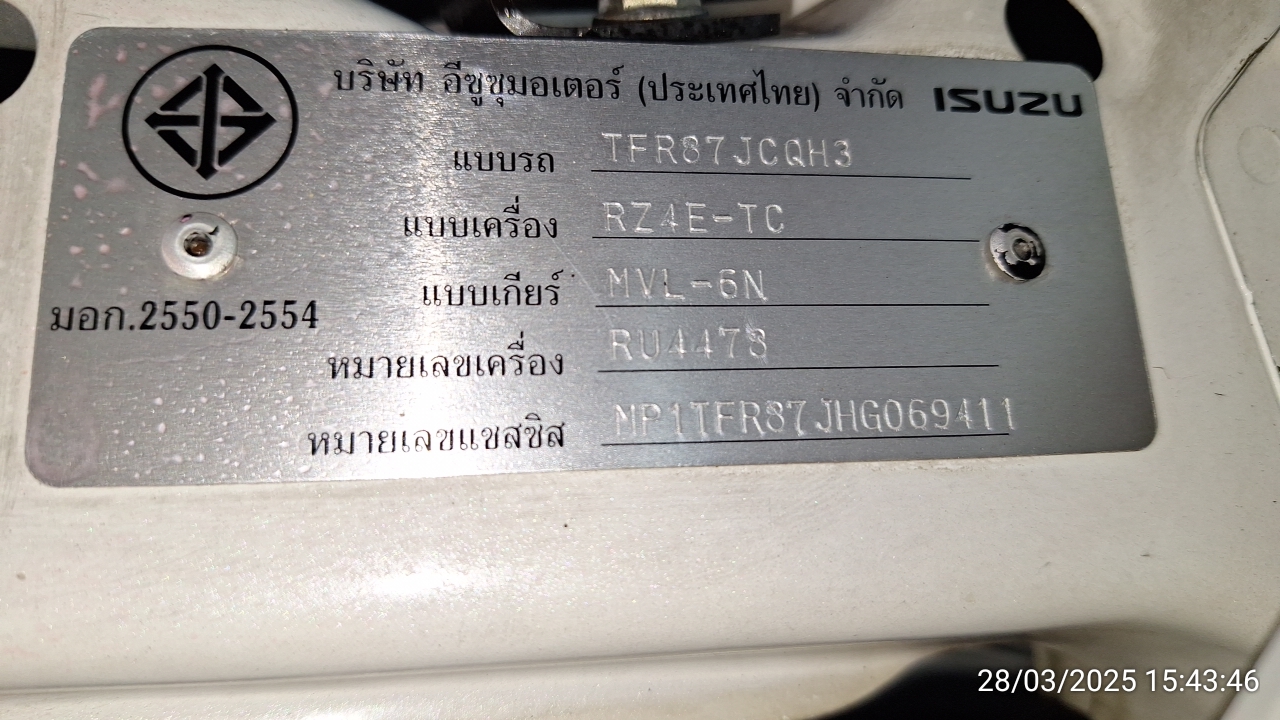 บริษัท อีซูซุมอเตอร์ (ประเทศไทย) จำกัด ISUZU
แบบรถ TFR87JCQH3
แบบเครื่อง RZ4E-TC
แบบเกียร์ MVL-6N
มอก.2550-2554
หมายเลขเครื่อง RU4478
หมายเลขแชสซิส MP1TFR87JHG069411
28/03/2025 15:43:46